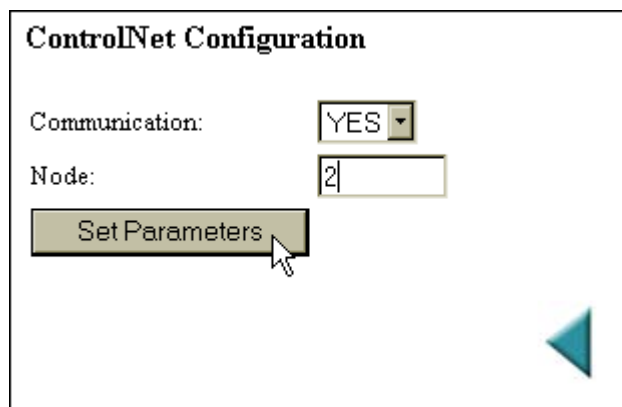 ControlNet Configuration
Communication: YES
Node: 2
Set Parameters